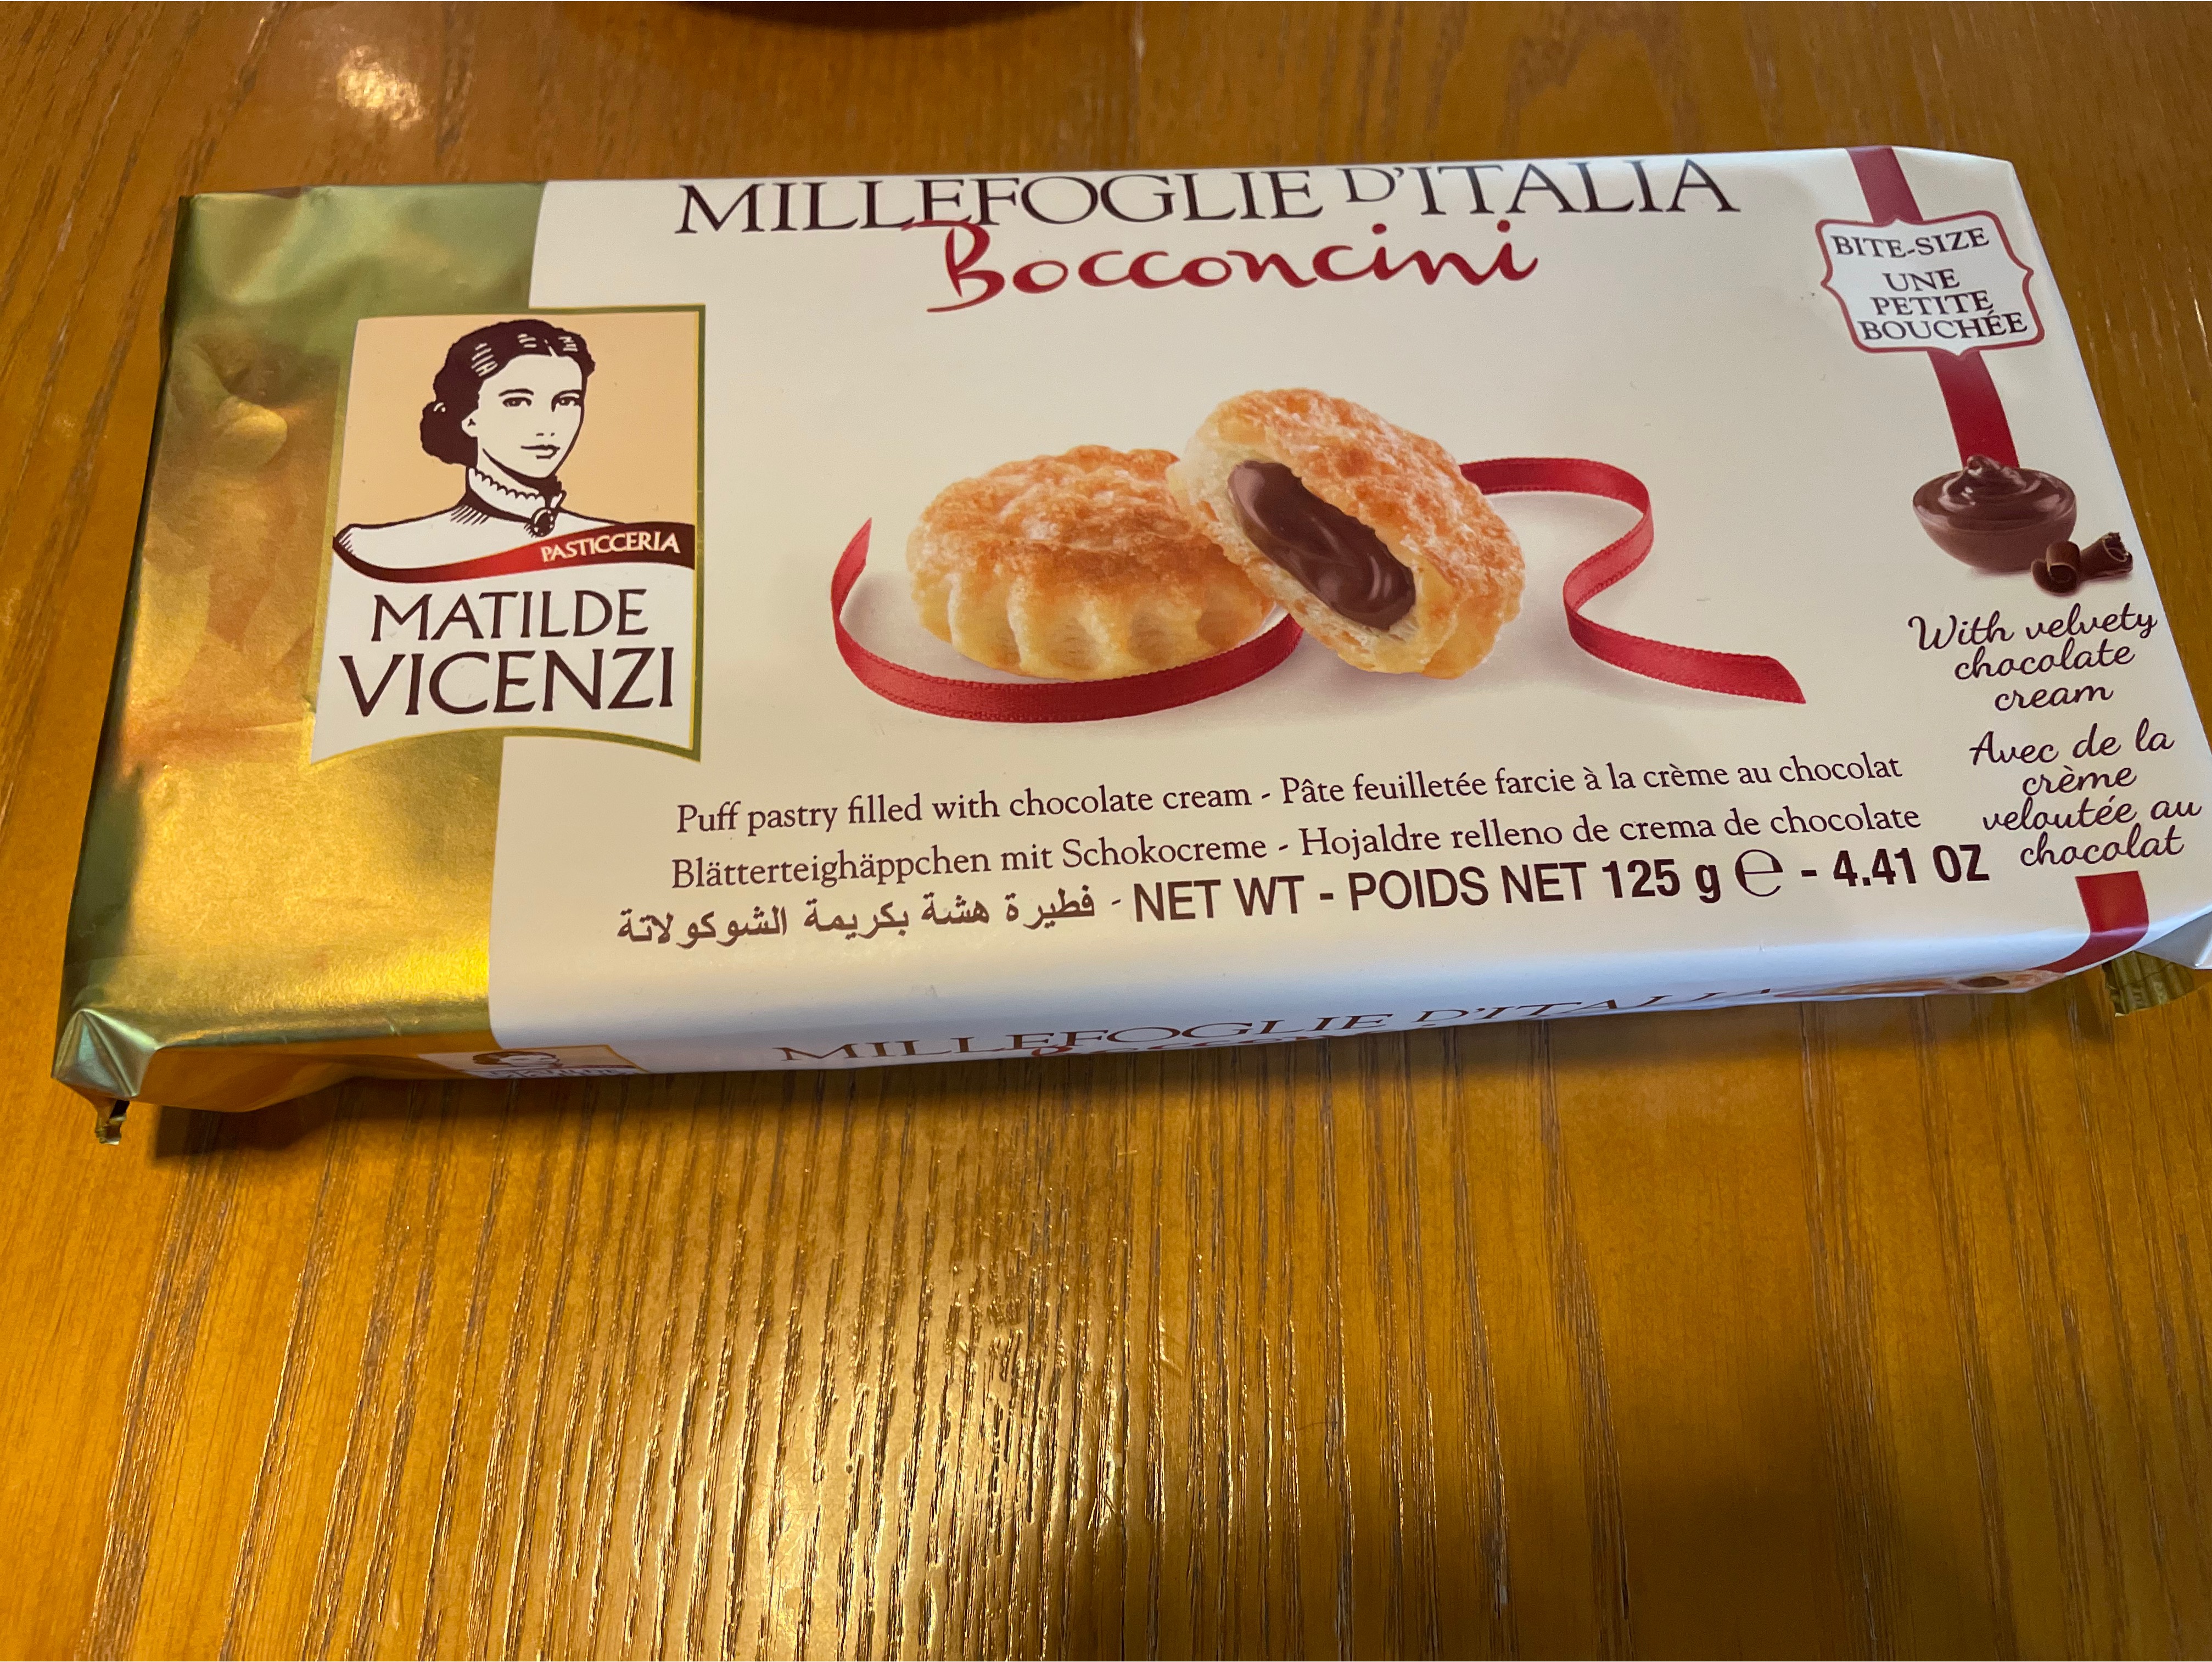 MILLEFOGLIE D'ITALIA
Bocconcini
BITE-SIZE
UNE
PETITE
BOUCHÉE
PASTICCERIA
MATILDE
VICENZI
With velvety
chocolate
cream
Avec de la
crème
veloutée au
chocolat
Puff pastry filled with chocolate cream - Pâte feuilletée farcie à la crème au chocolat
Blätterteighäppchen mit Schokocreme - Hojaldre relleno de crema de chocolate
فطيرة هشة بكريمة الشوكولاتة - NET WT - POIDS NET 125 g ℮ - 4.41 OZ
MILLEFOGLIE D'ITALIA